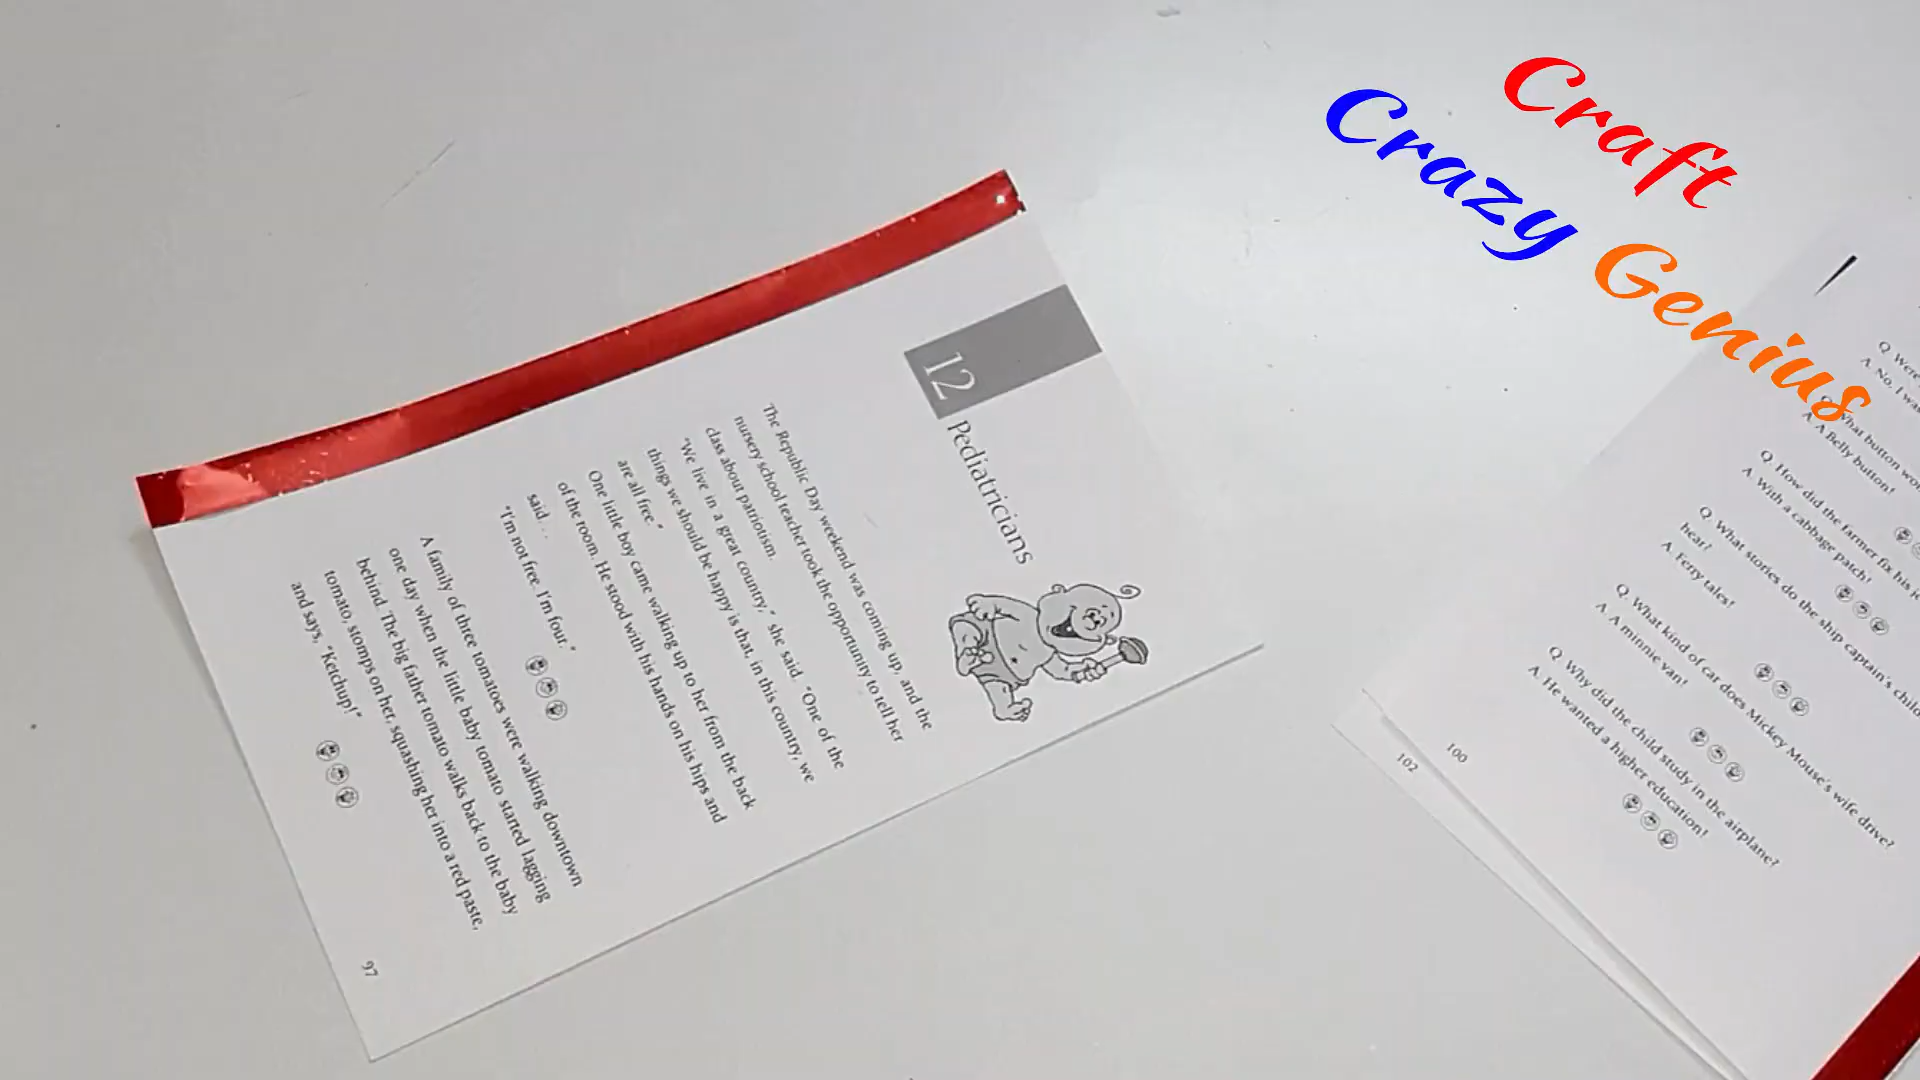 Craft
Crazy Genius
12
Pediatricians
The Republic Day weekend was coming up, and the
nursery school teacher took the opportunity to tell her
class about patriotism.
"We live in a great country," she said. "One of the
things we should be happy is that, in this country, we
are all free."
One little boy came walking up to her from the back
of the room. He stood with his hands on his hips and
said. . .
"I'm not free. I'm four."
A family of three tomatoes were walking downtown
one day when the little baby tomato started lagging
behind. The big father tomato walks back to the baby
tomato, stomps on her, squashing her into a red paste,
and says, "Ketchup!"
97
Q. Were
A. No, I was
Q. What button
A. A Belly button!
Q. How did the farmer fix his
A. With a cabbage patch!
Q. What stories do the ship captain's
hear?
A. Ferry tales!
Q. What kind of car does Mickey Mouse's wife drive?
A. A minnie van!
Q. Why did the child study in the airplane?
A. He wanted a higher education!
100
102